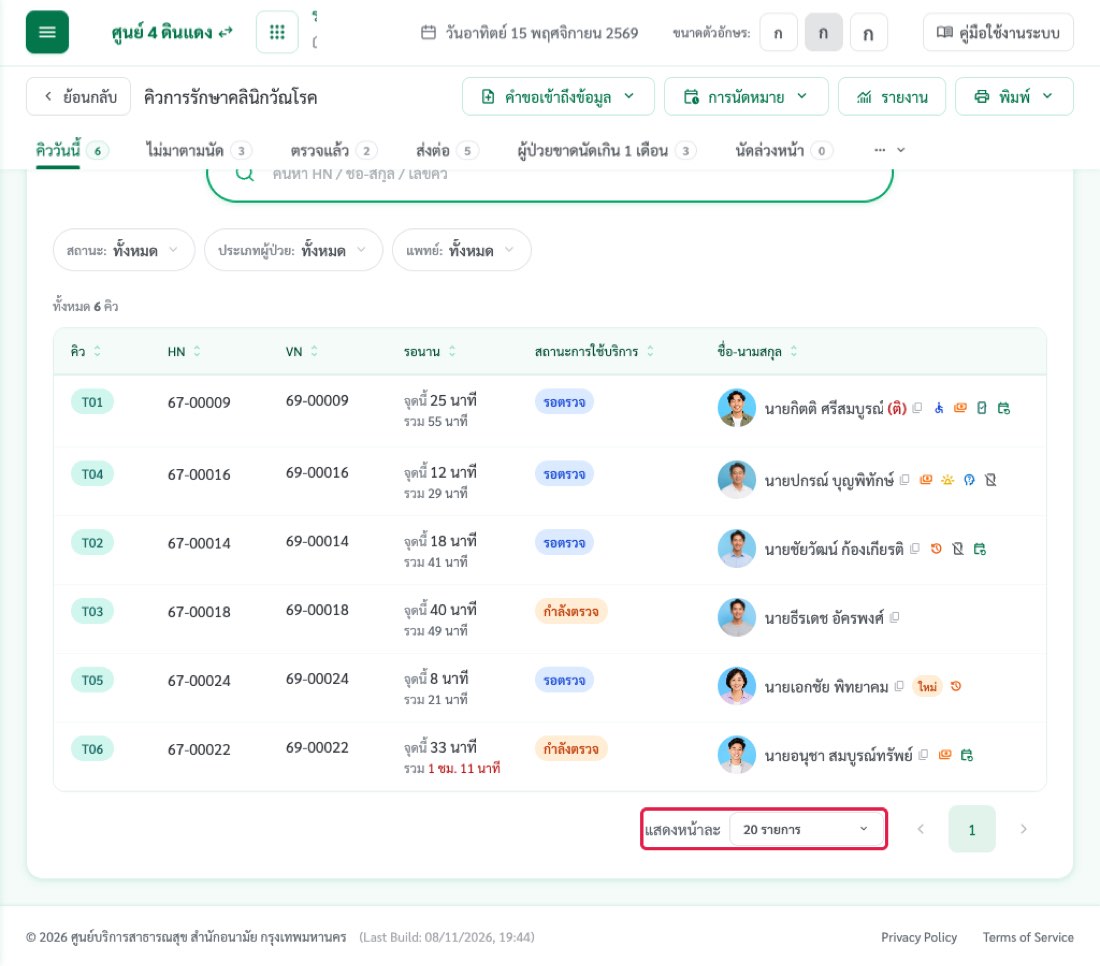 ศูนย์ 4 ดินแดง
วันอาทิตย์ 15 พฤศจิกายน 2569
ขนาดตัวอักษร: ก ก ก
คู่มือใช้งานระบบ
ย้อนกลับ
คิวการรักษาคลินิกวัณโรค
คำขอเข้าถึงข้อมูล
การนัดหมาย
รายงาน
พิมพ์
คิววันนี้ 6
ไม่มาตามนัด 3
ตรวจแล้ว 2
ส่งต่อ 5
ผู้ป่วยขาดนัดเกิน 1 เดือน 3
นัดล่วงหน้า 0
ค้นหา HN / ชื่อ-สกุล / เลขคิว
สถานะ: ทั้งหมด
ประเภทผู้ป่วย: ทั้งหมด
แพทย์: ทั้งหมด
ทั้งหมด 6 คิว
คิว HN VN รอนาน สถานะการใช้บริการ ชื่อ-นามสกุล
T01 67-00009 69-00009 จุดนี้ 25 นาที รอตรวจ นายกิตติ ศรีสมบูรณ์ (ติ)
รวม 55 นาที
T04 67-00016 69-00016 จุดนี้ 12 นาที รอตรวจ นายปกรณ์ บุญพิทักษ์
รวม 29 นาที
T02 67-00014 69-00014 จุดนี้ 18 นาที รอตรวจ นายชัยวัฒน์ ก้องเกียรติ
รวม 41 นาที
T03 67-00018 69-00018 จุดนี้ 40 นาที กำลังตรวจ นายธีรเดช อัครพงศ์
รวม 49 นาที
T05 67-00024 69-00024 จุดนี้ 8 นาที รอตรวจ นายเอกชัย พิทยาคม ใหม่
รวม 21 นาที
T06 67-00022 69-00022 จุดนี้ 33 นาที กำลังตรวจ นายอนุชา สมบูรณ์ทรัพย์
รวม 1 ชม. 11 นาที
แสดงหน้าละ 20 รายการ 1
© 2026 ศูนย์บริการสาธารณสุข สำนักอนามัย กรุงเทพมหานคร (Last Build: 08/11/2026, 19:44)
Privacy Policy Terms of Service